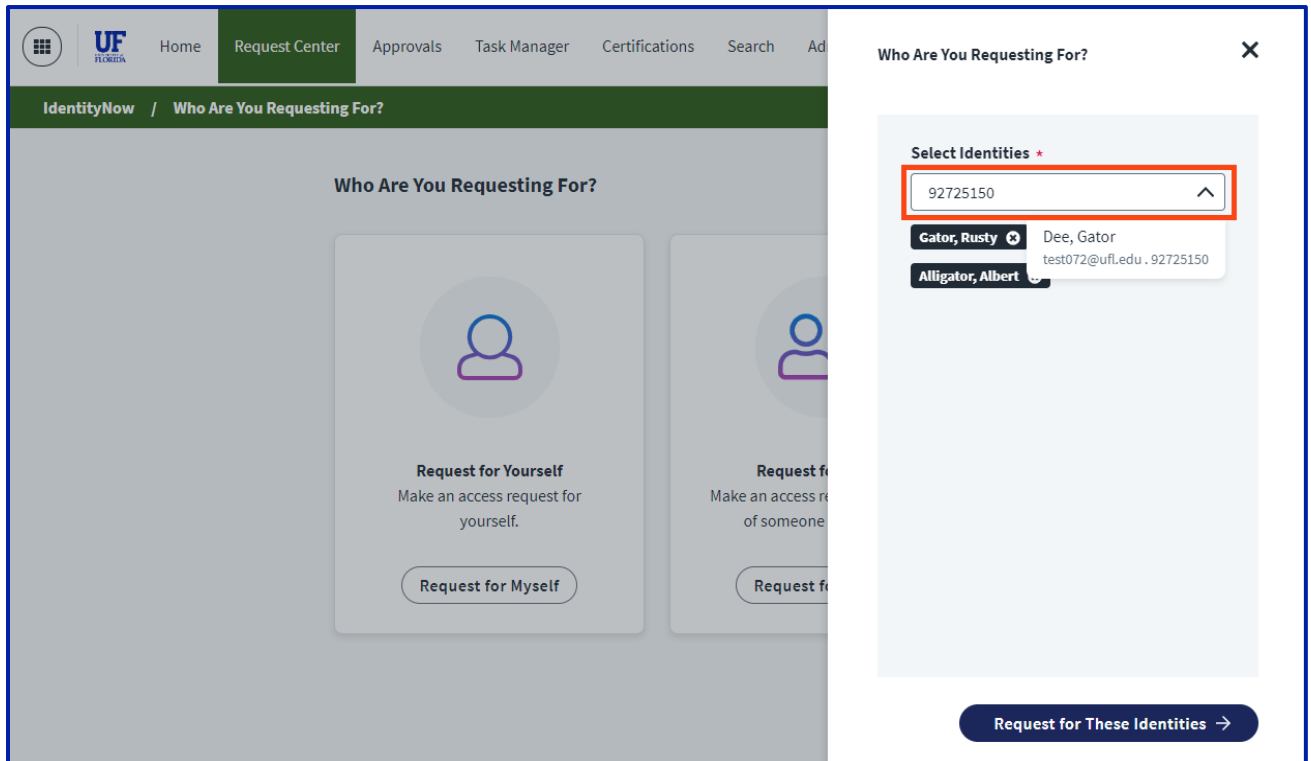 UF
FLORIDA
Home
Request Center
Approvals
Task Manager
Certifications
Search
Ad
IdentityNow / Who Are You Requesting For?
Who Are You Requesting For?
Request for Yourself
Make an access request for
yourself.
Request for Myself
Request f
Make an access re
of someone
Request f
Who Are You Requesting For?
Select Identities *
92725150
Gator, Rusty
Dee, Gator
test072@ufl.edu . 92725150
Alligator, Albert
Request for These Identities